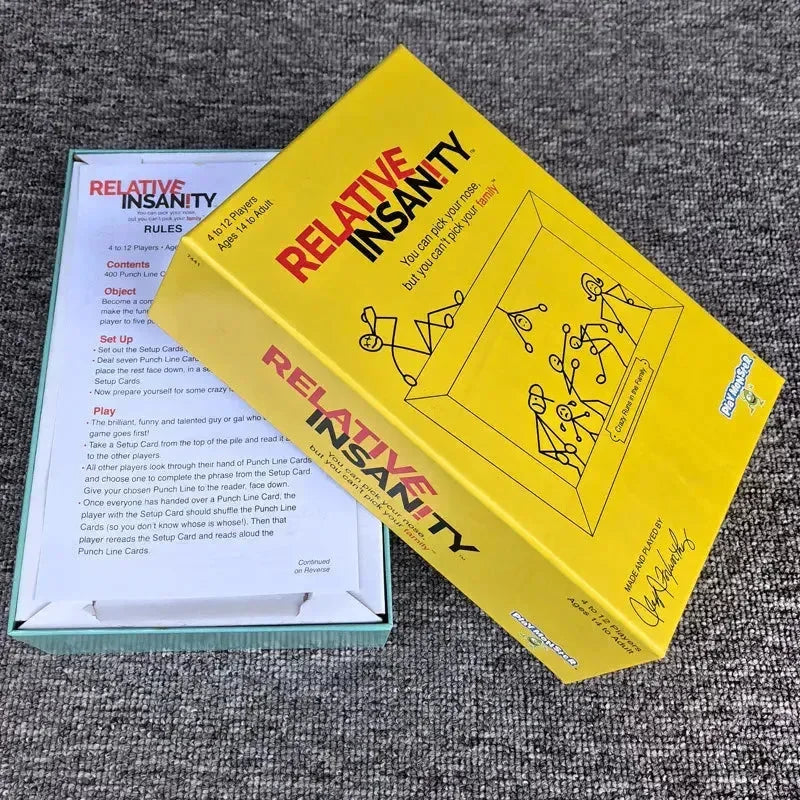 RELATIVE
INSAN!TY
You can pick your nose,
but you can't pick your family
RULES
4 to 12 Players •
Contents
400 Punch Line
Object
Become a
make the
player to five
Set Up
• Set out the Setup Cards
• Deal seven Punch Line
place the rest face down, in a
Setup Cards.
• Now prepare yourself for some crazy
Play
• The brilliant, funny and talented guy or gal who
game goes first!
• Take a Setup Card from the top of the pile and read it
to the other players.
• All other players look through their hand of Punch Line Cards
and choose one to complete the phrase from the Setup Card.
Give your chosen Punch Line to the reader, face down.
• Once everyone has handed over a Punch Line Card, the
player with the Setup Card should shuffle the Punch Line
Cards (so you don't know whose is whose!). Then that
player rereads the Setup Card and reads aloud the
Punch Line Cards.
Continued
on Reverse
4 to 12 Players
Ages 14 to Adult
7441
RELATIVE
INSAN!TY™
You can pick your nose,
but you can't pick your family™
Crazy Runs in the Family
PLAYMONSTER
MADE AND PLAYED BY
Jeff Foxworthy
RELATIVE
INSAN!TY™
You can pick your nose,
but you can't pick your family™
PLAYMONSTER
4 to 12 Players
Ages 14 to Adult